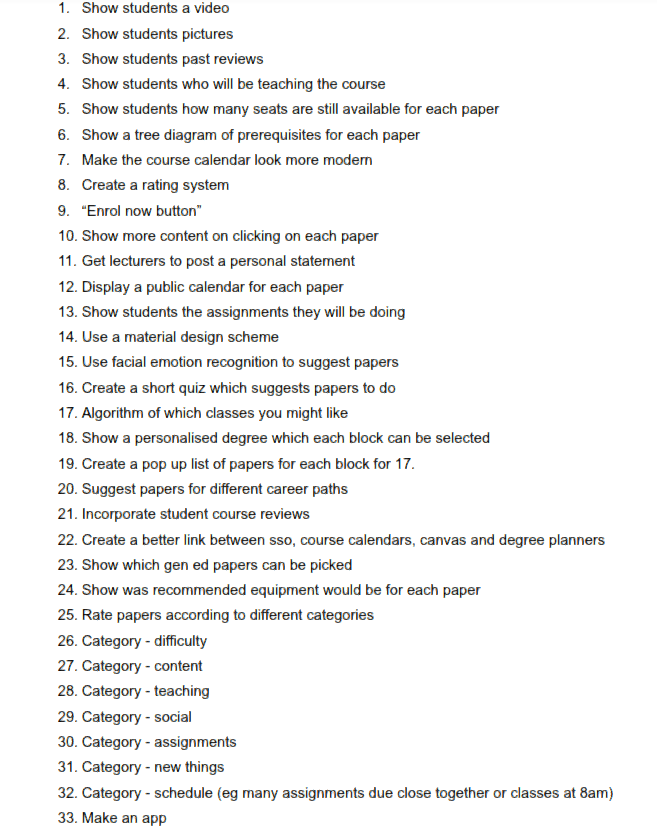 1. Show students a video
2. Show students pictures
3. Show students past reviews
4. Show students who will be teaching the course
5. Show students how many seats are still available for each paper
6. Show a tree diagram of prerequisites for each paper
7. Make the course calendar look more modern
8. Create a rating system
9. “Enrol now button”
10. Show more content on clicking on each paper
11. Get lecturers to post a personal statement
12. Display a public calendar for each paper
13. Show students the assignments they will be doing
14. Use a material design scheme
15. Use facial emotion recognition to suggest papers
16. Create a short quiz which suggests papers to do
17. Algorithm of which classes you might like
18. Show a personalised degree which each block can be selected
19. Create a pop up list of papers for each block for 17.
20. Suggest papers for different career paths
21. Incorporate student course reviews
22. Create a better link between sso, course calendars, canvas and degree planners
23. Show which gen ed papers can be picked
24. Show was recommended equipment would be for each paper
25. Rate papers according to different categories
26. Category - difficulty
27. Category - content
28. Category - teaching
29. Category - social
30. Category - assignments
31. Category - new things
32. Category - schedule (eg many assignments due close together or classes at 8am)
33. Make an app